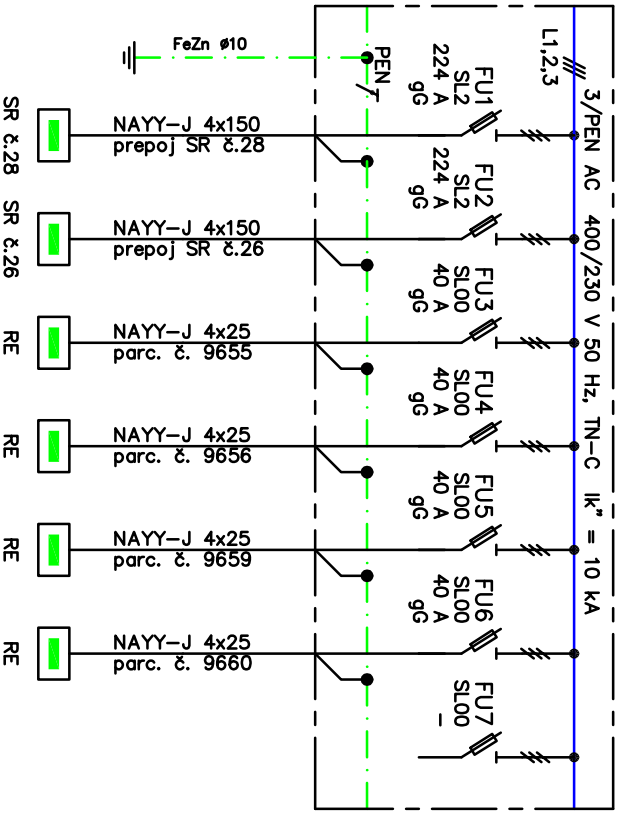 3/PEN AC 400/230 V 50 Hz, TN-C Ik" = 10 kA
L1,2,3
FU1
SL2
224 A
gG
FU2
SL2
224 A
gG
FU3
SL00
40 A
gG
FU4
SL00
40 A
gG
FU5
SL00
40 A
gG
FU6
SL00
40 A
gG
FU7
SL00
-
PEN
FeZn ø10
NAYY-J 4x150
prepoj SR č.28
NAYY-J 4x150
prepoj SR č.26
NAYY-J 4x25
parc. č. 9655
NAYY-J 4x25
parc. č. 9656
NAYY-J 4x25
parc. č. 9659
NAYY-J 4x25
parc. č. 9660
SR č.28
SR č.26
RE
RE
RE
RE